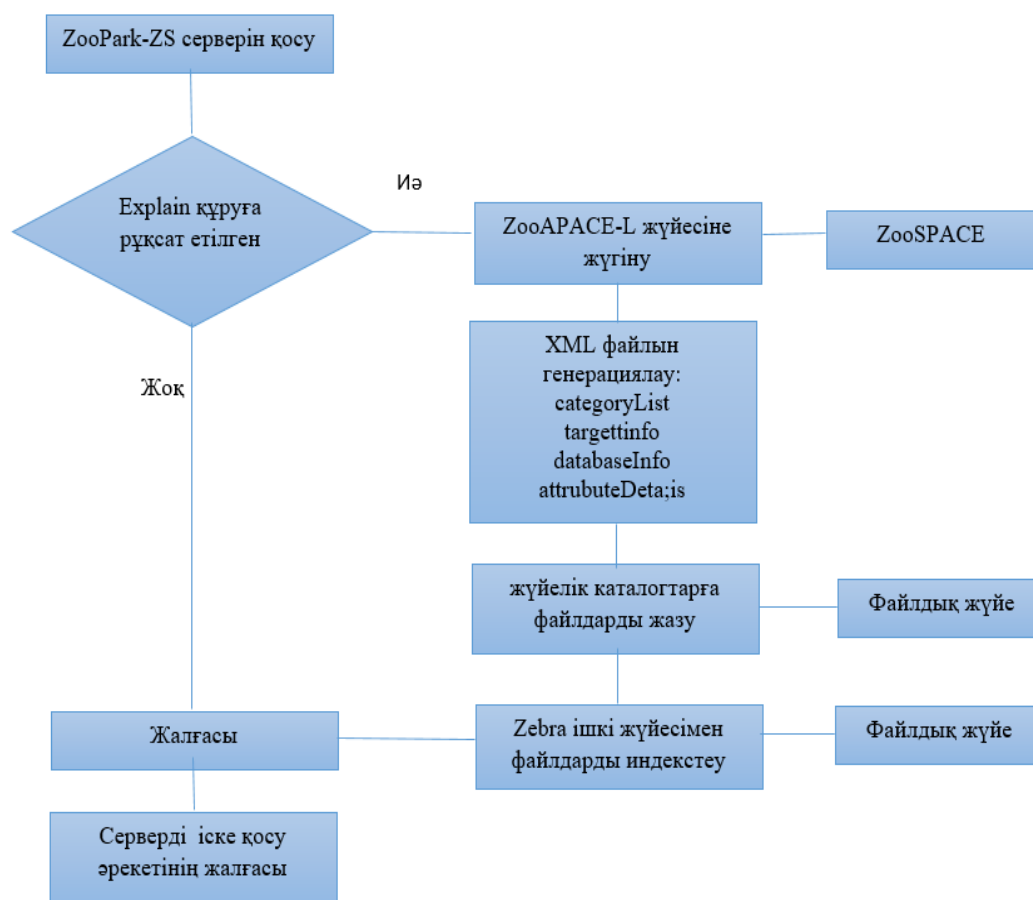 ZooPark-ZS серверін қосу
Explain құруға
рұқсат етілген
Иә
ZooAPACE-L жүйесіне
жүгіну
ZooSPACE
XML файлын
генерациялау:
categoryList
targettinfo
databaseInfo
attrubuteDeta;is
Жоқ
жүйелік каталогтарға
файлдарды жазу
Файлдық жүйе
Жалғасы
Zebra ішкі жүйесімен
файлдарды индекстеу
Файлдық жүйе
Серверді  іске қосу
әрекетінің жалғасы